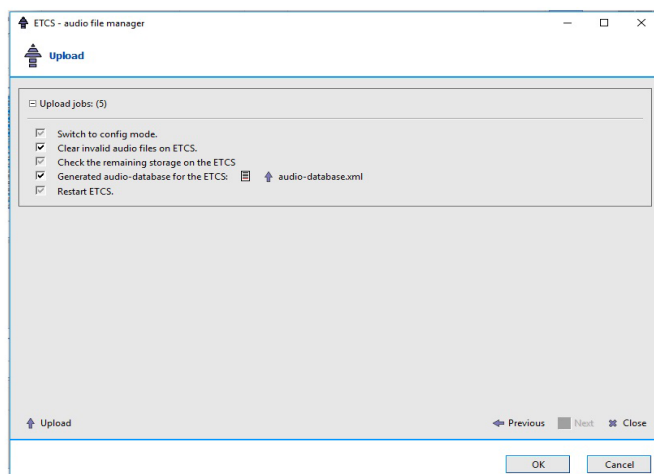 ETCS - audio file manager
Upload
Upload jobs: (5)
Switch to config mode.
Clear invalid audio files on ETCS.
Check the remaining storage on the ETCS
Generated audio-database for the ETCS: audio-database.xml
Restart ETCS.
Upload Previous Next Close
OK Cancel